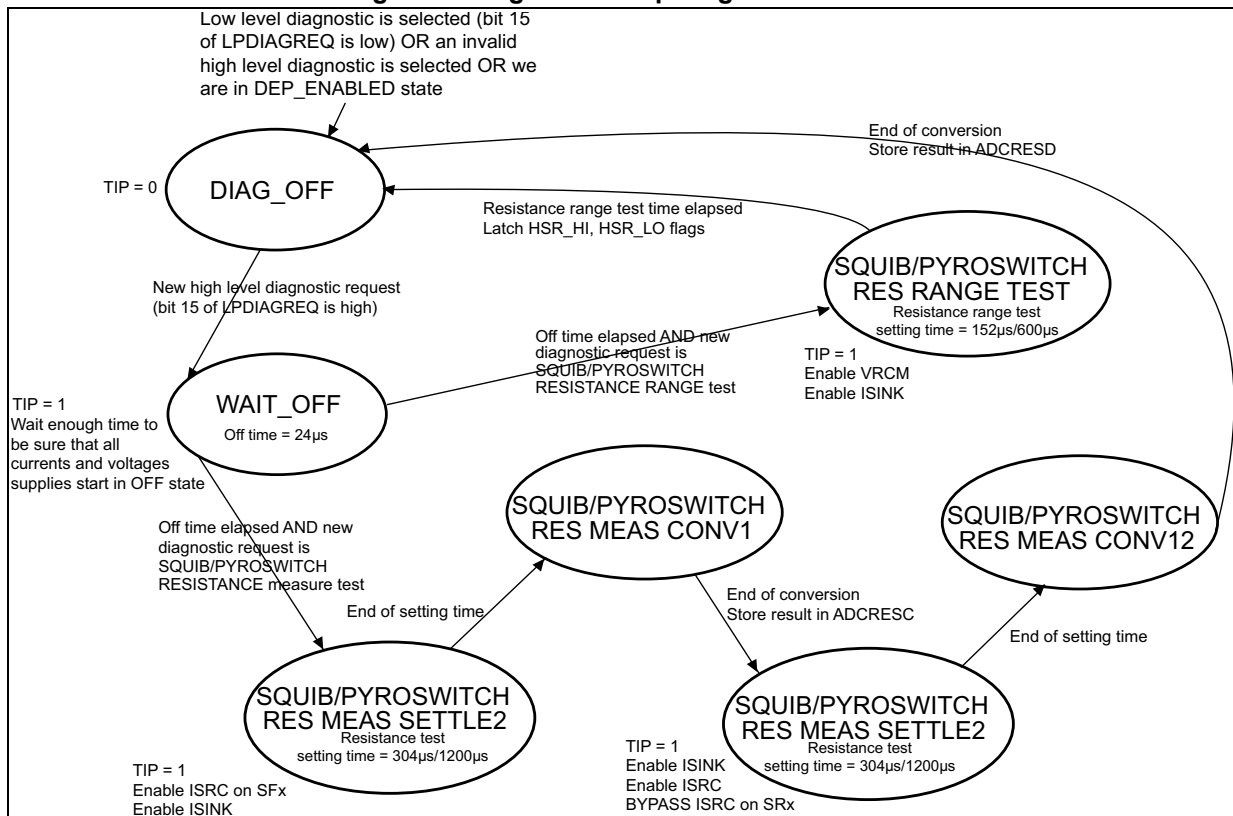 Low level diagnostic is selected (bit 15
of LPDIAGREQ is low) OR an invalid
high level diagnostic is selected OR we
are in DEP_ENABLED state
End of conversion
Store result in ADCRESD
TIP = 0
DIAG_OFF
Resistance range test time elapsed
Latch HSR_HI, HSR_LO flags
SQUIB/PYROSWITCH
RES RANGE TEST
Resistance range test
setting time = 152µs/600µs
New high level diagnostic request
(bit 15 of LPDIAGREQ is high)
Off time elapsed AND new
diagnostic request is
SQUIB/PYROSWITCH
RESISTANCE RANGE test
TIP = 1
Enable VRCM
Enable ISINK
WAIT_OFF
Off time = 24µs
TIP = 1
Wait enough time to
be sure that all
currents and voltages
supplies start in OFF state
SQUIB/PYROSWITCH
RES MEAS CONV1
SQUIB/PYROSWITCH
RES MEAS CONV12
Off time elapsed AND new
diagnostic request is
SQUIB/PYROSWITCH
RESISTANCE measure test
End of setting time
End of conversion
Store result in ADCRESC
End of setting time
SQUIB/PYROSWITCH
RES MEAS SETTLE2
Resistance test
setting time = 304µs/1200µs
TIP = 1
Enable ISRC on SFx
Enable ISINK
SQUIB/PYROSWITCH
RES MEAS SETTLE2
Resistance test
setting time = 304µs/1200µs
TIP = 1
Enable ISINK
Enable ISRC
BYPASS ISRC on SRx